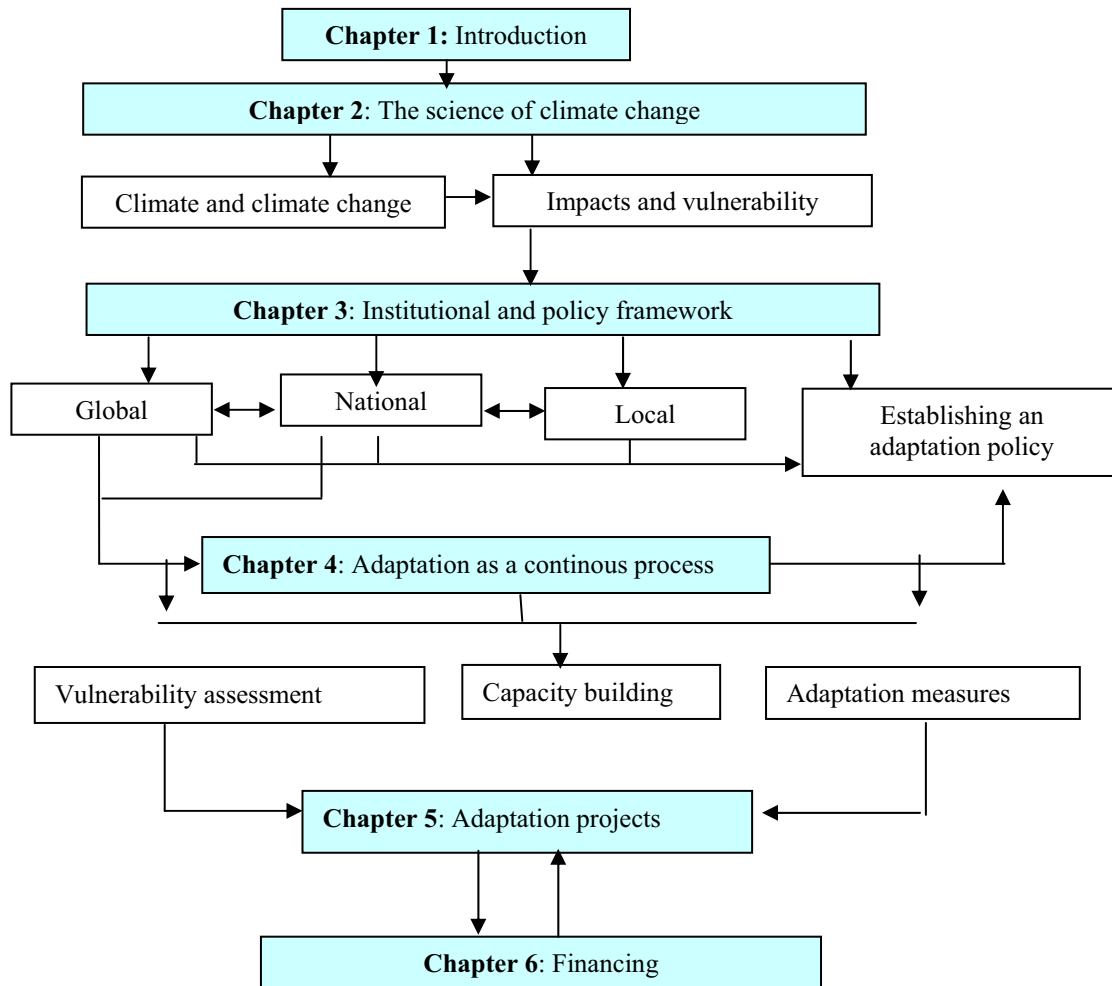 Chapter 1: Introduction
Chapter 2: The science of climate change
Climate and climate change
Impacts and vulnerability
Chapter 3: Institutional and policy framework
Global
National
Local
Establishing an
adaptation policy
Chapter 4: Adaptation as a continous process
Vulnerability assessment
Capacity building
Adaptation measures
Chapter 5: Adaptation projects
Chapter 6: Financing